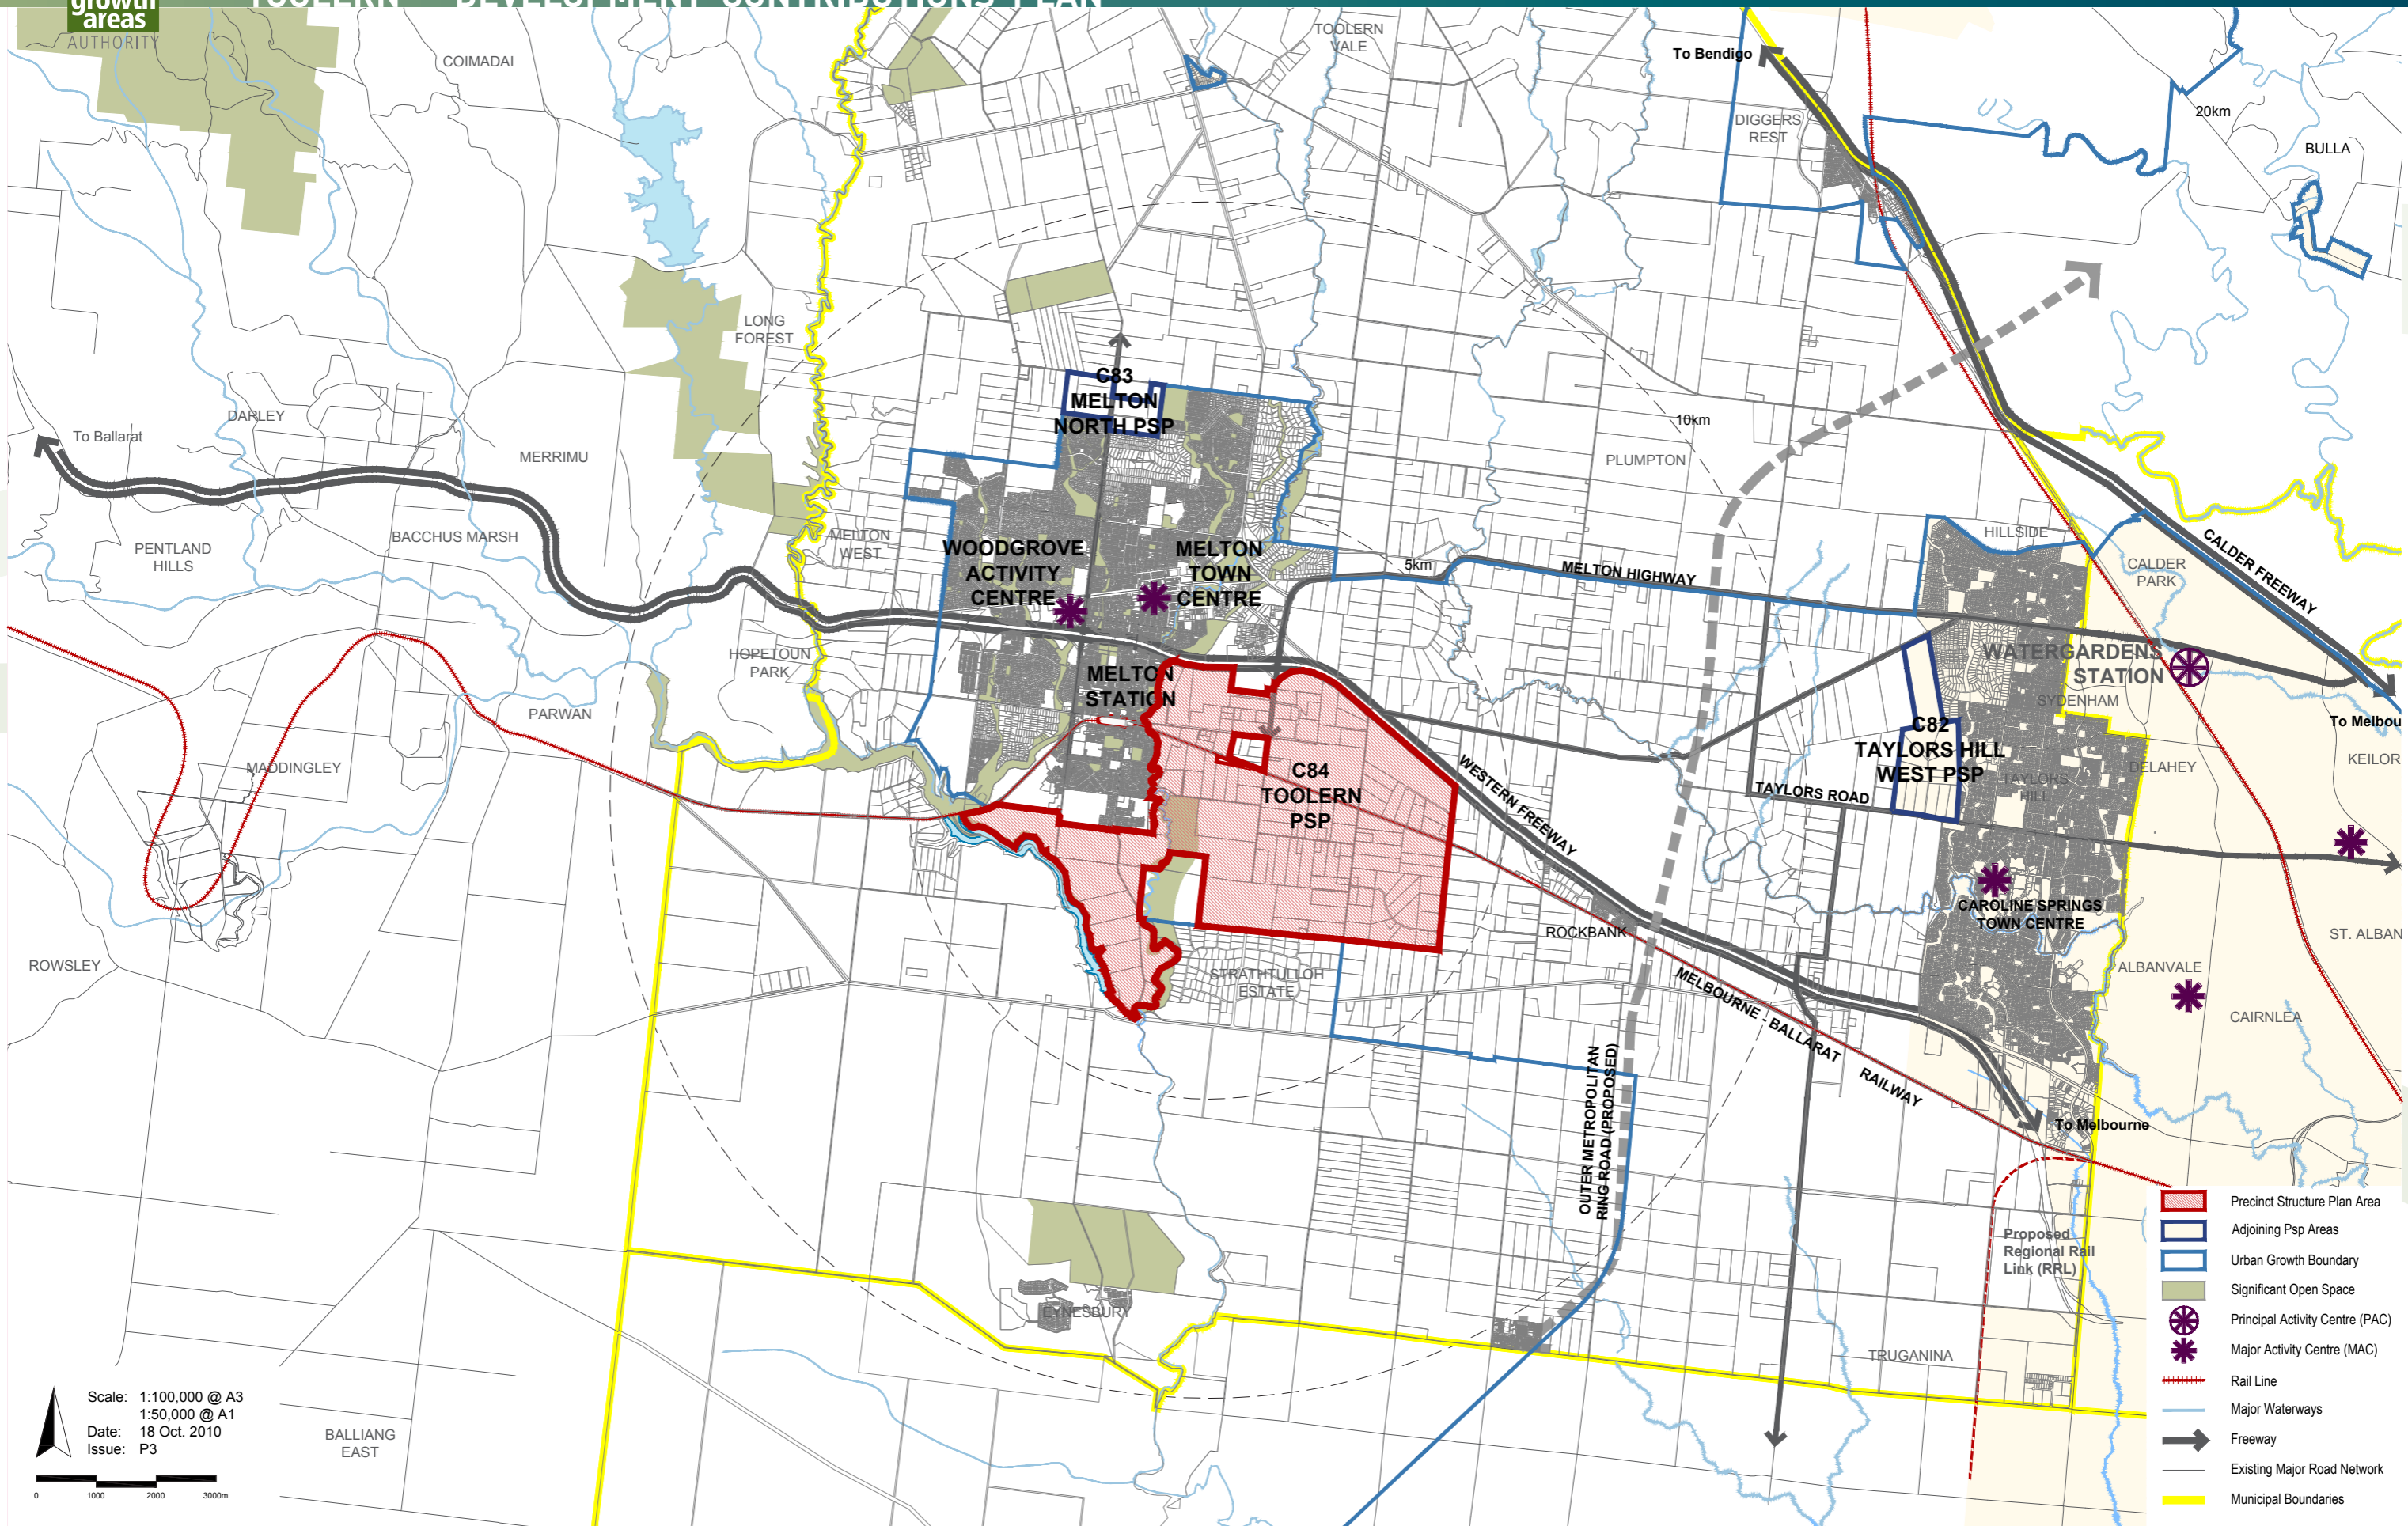 growth
areas
AUTHORITY
TOOLERN DEVELOPMENT CONTRIBUTIONS PLAN
COIMADAI
TOOLERN
VALE
To Bendigo
DIGGERS
REST
20km
BULLA
LONG
FOREST
C83
MELTON
NORTH PSP
To Ballarat
DARLEY
MERRIMU
10km
PLUMPTON
PENTLAND
HILLS
BACCHUS MARSH
MELTON
WEST
WOODGROVE
ACTIVITY
CENTRE
MELTON
TOWN
CENTRE
5km
MELTON HIGHWAY
HILLSIDE
CALDER
PARK
CALDER FREEWAY
HOPETOUN
PARK
MELTON
STATION
PARWAN
WATERGARDENS
STATION
SYDENHAM
To Melbou
C82
TAYLORS HILL
WEST PSP
MADDINGLEY
C84
TOOLERN
PSP
WESTERN FREEWAY
TAYLORS ROAD
TAYLORS
HILL
DELAHEY
KEILOR
CAROLINE SPRINGS
TOWN CENTRE
ROCKBANK
ST. ALBAN
ROWSLEY
STRATHTULLOH
ESTATE
MELBOURNE - BALLARAT RAILWAY
ALBANVALE
CAIRNLEA
OUTER METROPOLITAN
RING ROAD (PROPOSED)
To Melbourne
Proposed
Regional Rail
Link (RRL)
EYNESBURY
TRUGANINA
BALLIANG
EAST
Scale: 1:100,000 @ A3
1:50,000 @ A1
Date: 18 Oct. 2010
Issue: P3
0 1000 2000 3000m
Precinct Structure Plan Area
Adjoining Psp Areas
Urban Growth Boundary
Significant Open Space
Principal Activity Centre (PAC)
Major Activity Centre (MAC)
Rail Line
Major Waterways
Freeway
Existing Major Road Network
Municipal Boundaries